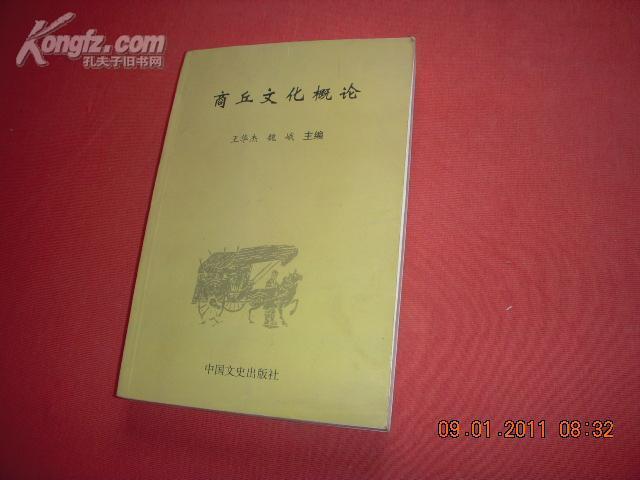 Kongfz.com
孔夫子旧书网
商丘文化概论
王华杰 魏 娥 主编
中国文史出版社
09.01.2011 08:32